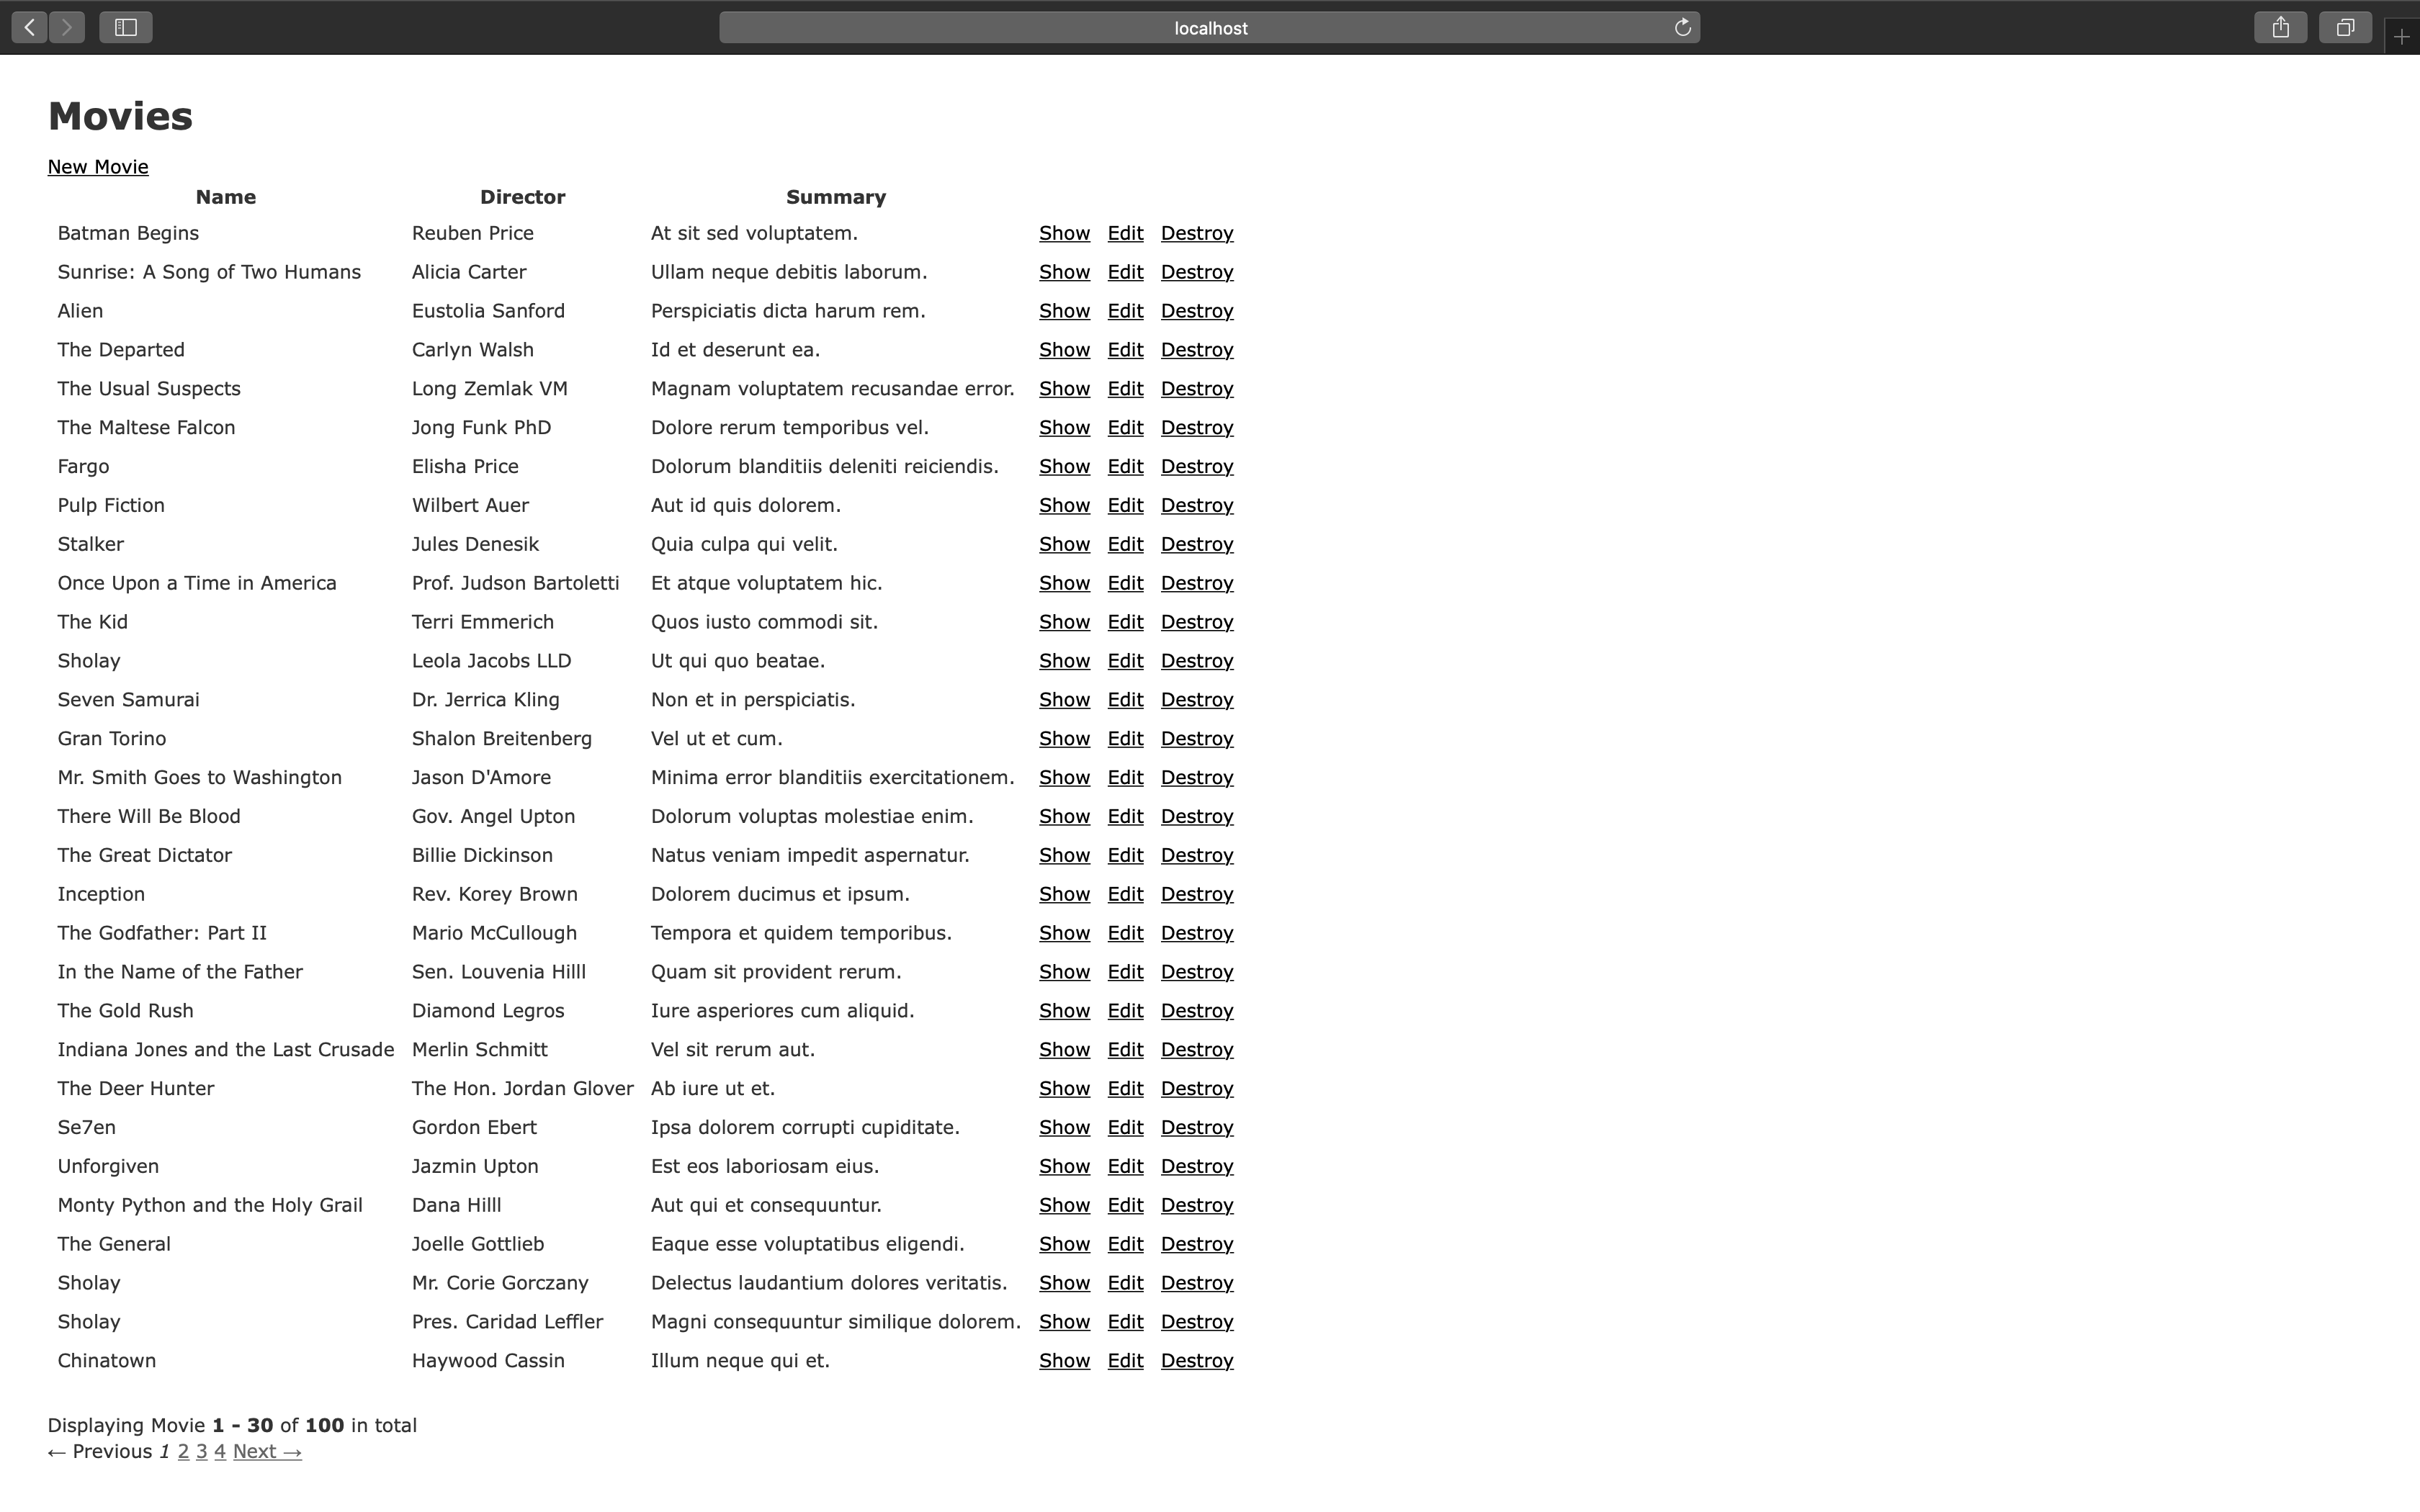 localhost
Movies
New Movie
Name Director Summary
Batman Begins Reuben Price At sit sed voluptatem. Show Edit Destroy
Sunrise: A Song of Two Humans Alicia Carter Ullam neque debitis laborum. Show Edit Destroy
Alien Eustolia Sanford Perspiciatis dicta harum rem. Show Edit Destroy
The Departed Carlyn Walsh Id et deserunt ea. Show Edit Destroy
The Usual Suspects Long Zemlak VM Magnam voluptatem recusandae error. Show Edit Destroy
The Maltese Falcon Jong Funk PhD Dolore rerum temporibus vel. Show Edit Destroy
Fargo Elisha Price Dolorum blanditiis deleniti reiciendis. Show Edit Destroy
Pulp Fiction Wilbert Auer Aut id quis dolorem. Show Edit Destroy
Stalker Jules Denesik Quia culpa qui velit. Show Edit Destroy
Once Upon a Time in America Prof. Judson Bartoletti Et atque voluptatem hic. Show Edit Destroy
The Kid Terri Emmerich Quos iusto commodi sit. Show Edit Destroy
Sholay Leola Jacobs LLD Ut qui quo beatae. Show Edit Destroy
Seven Samurai Dr. Jerrica Kling Non et in perspiciatis. Show Edit Destroy
Gran Torino Shalon Breitenberg Vel ut et cum. Show Edit Destroy
Mr. Smith Goes to Washington Jason D'Amore Minima error blanditiis exercitationem. Show Edit Destroy
There Will Be Blood Gov. Angel Upton Dolorum voluptas molestiae enim. Show Edit Destroy
The Great Dictator Billie Dickinson Natus veniam impedit aspernatur. Show Edit Destroy
Inception Rev. Korey Brown Dolorem ducimus et ipsum. Show Edit Destroy
The Godfather: Part II Mario McCullough Tempora et quidem temporibus. Show Edit Destroy
In the Name of the Father Sen. Louvenia Hilll Quam sit provident rerum. Show Edit Destroy
The Gold Rush Diamond Legros Iure asperiores cum aliquid. Show Edit Destroy
Indiana Jones and the Last Crusade Merlin Schmitt Vel sit rerum aut. Show Edit Destroy
The Deer Hunter The Hon. Jordan Glover Ab iure ut et. Show Edit Destroy
Se7en Gordon Ebert Ipsa dolorem corrupti cupiditate. Show Edit Destroy
Unforgiven Jazmin Upton Est eos laboriosam eius. Show Edit Destroy
Monty Python and the Holy Grail Dana Hilll Aut qui et consequuntur. Show Edit Destroy
The General Joelle Gottlieb Eaque esse voluptatibus eligendi. Show Edit Destroy
Sholay Mr. Corie Gorczany Delectus laudantium dolores veritatis. Show Edit Destroy
Sholay Pres. Caridad Leffler Magni consequuntur similique dolorem. Show Edit Destroy
Chinatown Haywood Cassin Illum neque qui et. Show Edit Destroy
Displaying Movie 1 - 30 of 100 in total
← Previous 1 2 3 4 Next →